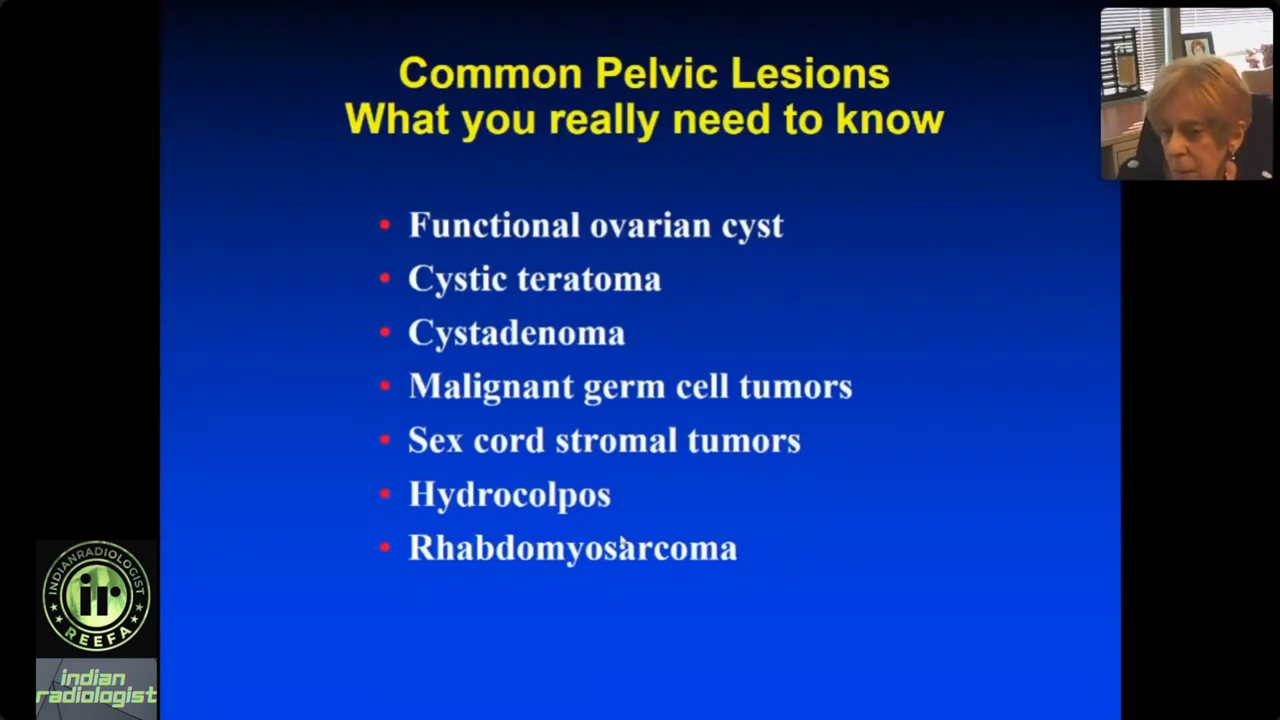 Common Pelvic Lesions
What you really need to know
• Functional ovarian cyst
• Cystic teratoma
• Cystadenoma
• Malignant germ cell tumors
• Sex cord stromal tumors
• Hydrocolpos
• Rhabdomyosarcoma
INDIANRADIOLOGIST
ir
REEFA
indian
radiologist